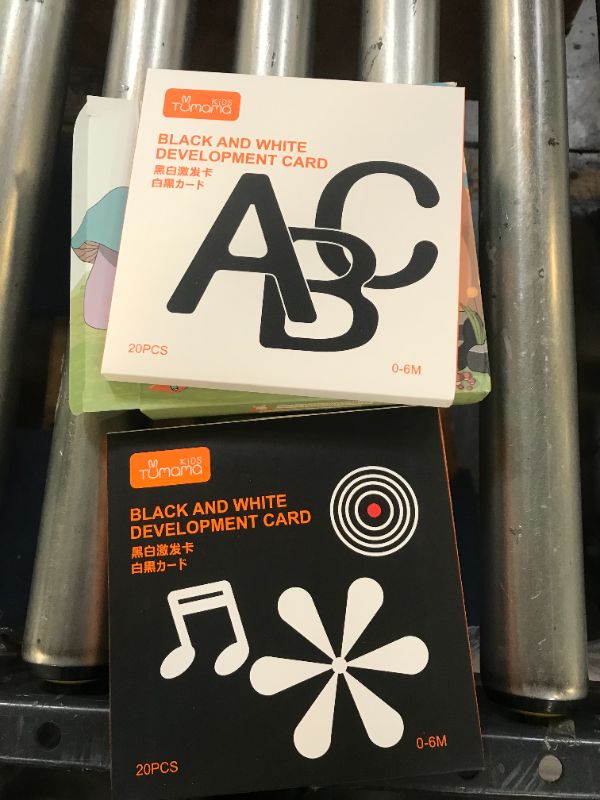 KIDS
TUmama
BLACK AND WHITE
DEVELOPMENT CARD
黑白激发卡
白黒カード
ABC
20PCS
0-6M
KIDS
TUmama
BLACK AND WHITE
DEVELOPMENT CARD
黑白激发卡
白黒カード
20PCS
0-6M